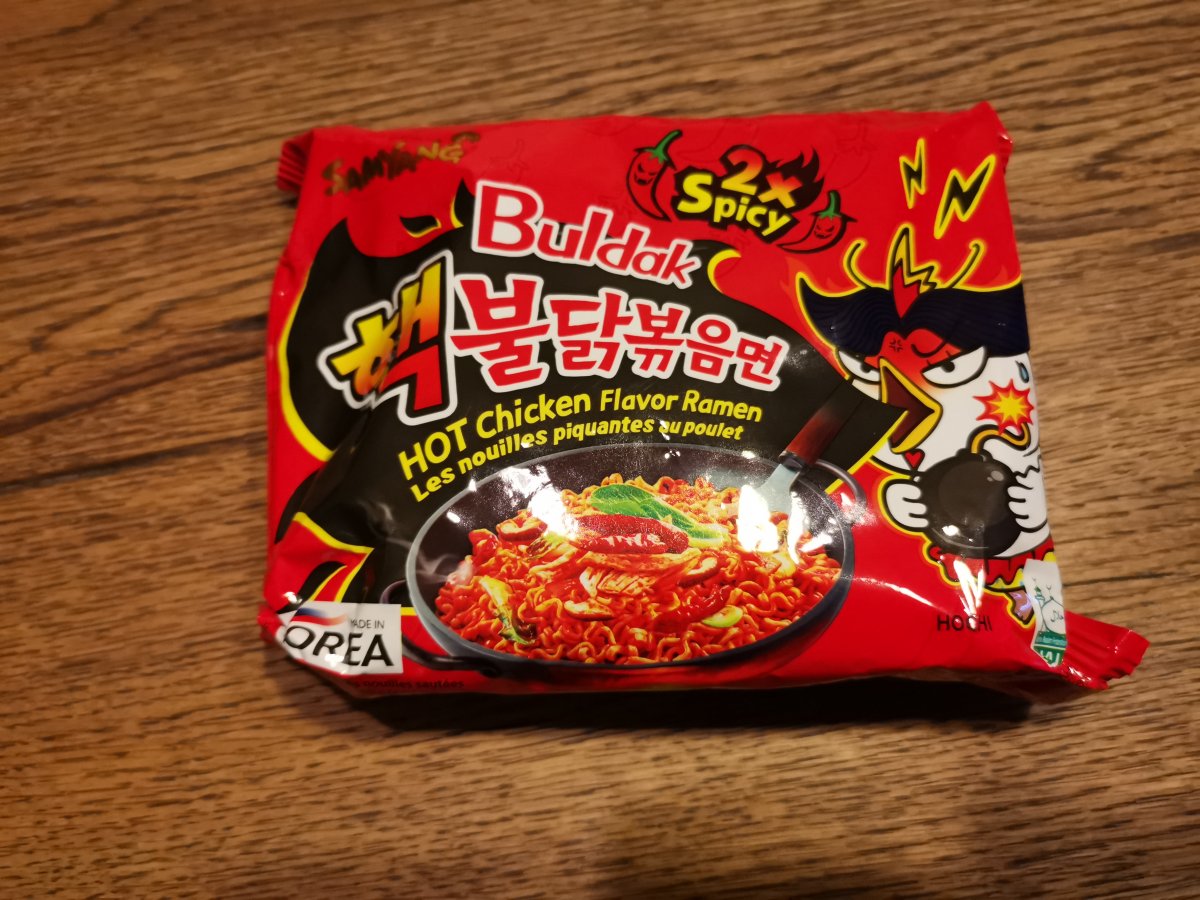 SAMYANG
2x
Spicy
Buldak
핵불닭볶음면
HOT Chicken Flavor Ramen
Les nouilles piquantes au poulet
MADE IN
KOREA
HOCHI